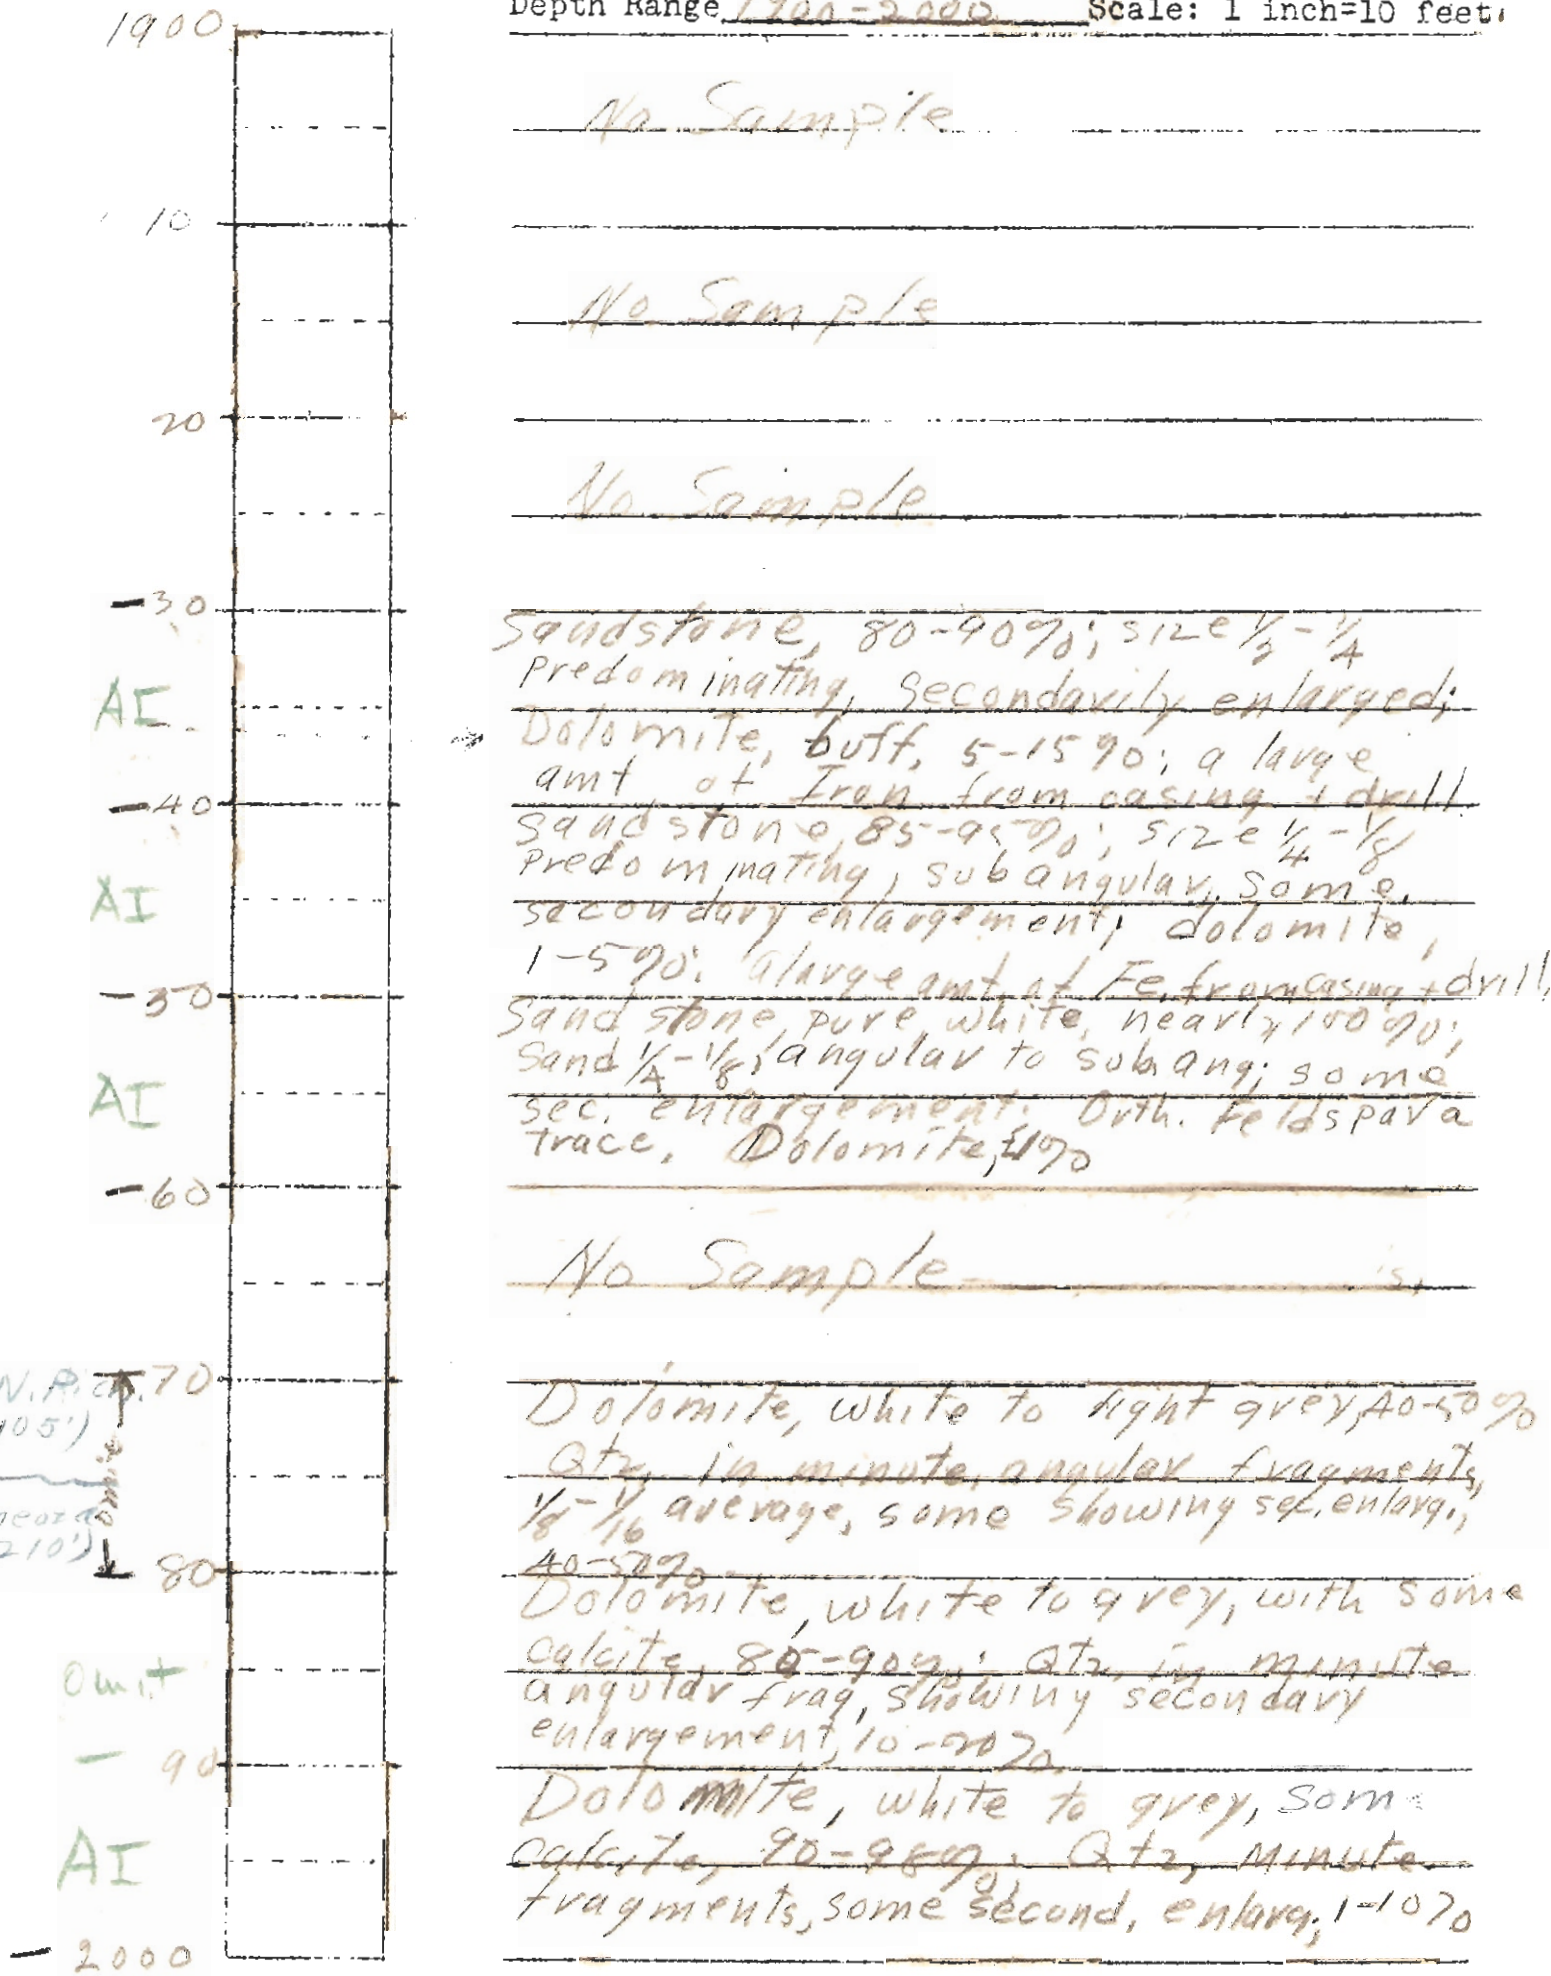 Depth Range 1900-2000 Scale: 1 inch=10 feet.
1900
No Sample
10
No Sample
20
No Sample
-30
Sandstone, 80-90%; size 1/2-1/4
Predominating, Secondarily enlarged;
AI
Dolomite, buff, 5-15%; a large
amt of Iron from casing + drill.
-40
Sandstone, 85-95%; size 1/4-1/8
Predominating, subangular, some
AI
secondary enlargement; dolomite,
1-5%; a large amt of Fe, from casing + drill,
-50
Sandstone, pure, white, nearly 100%;
Sand 1/4-1/8; angular to subang; some
AI
sec. enlargement. Orth. Feldspar a
trace. Dolomite, ±1%
-60
No Sample
N. Rich. 70
Dolomite, white to light grey, 40-50%
105')
Qtz, in minute, angular fragments,
1/8-1/16 average, some showing sec. enlarg.,
210')
omit
80
40-50%
Dolomite, white to grey, with some
omit
calcite, 80-90%; Qtz, in minute
angular frag, showing secondary
enlargement, 10-20%.
- 90
Dolomite, white to grey, some
AI
calcite, 90-98%; Qtz, Minute
fragments, some second, enlarg; 1-10%
- 2000